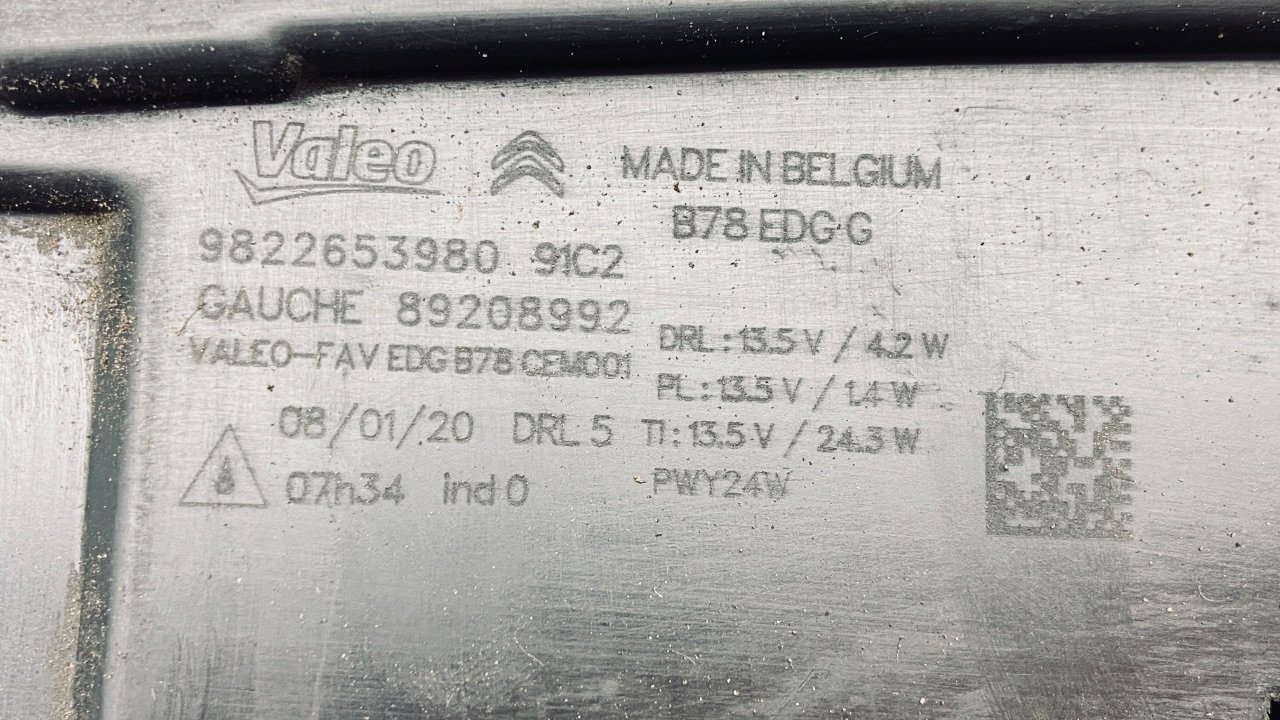 Valeo MADE IN BELGIUM
B78 EDG G
9822653980 91C2
GAUCHE 89208992
VALEO-FAV EDG B78 CEM001
DRL : 13.5 V / 4.2 W
PL : 13.5 V / 1.4 W
08/01/20 DRL 5 TI : 13.5 V / 24.3 W
07h34 ind 0 PWY24W